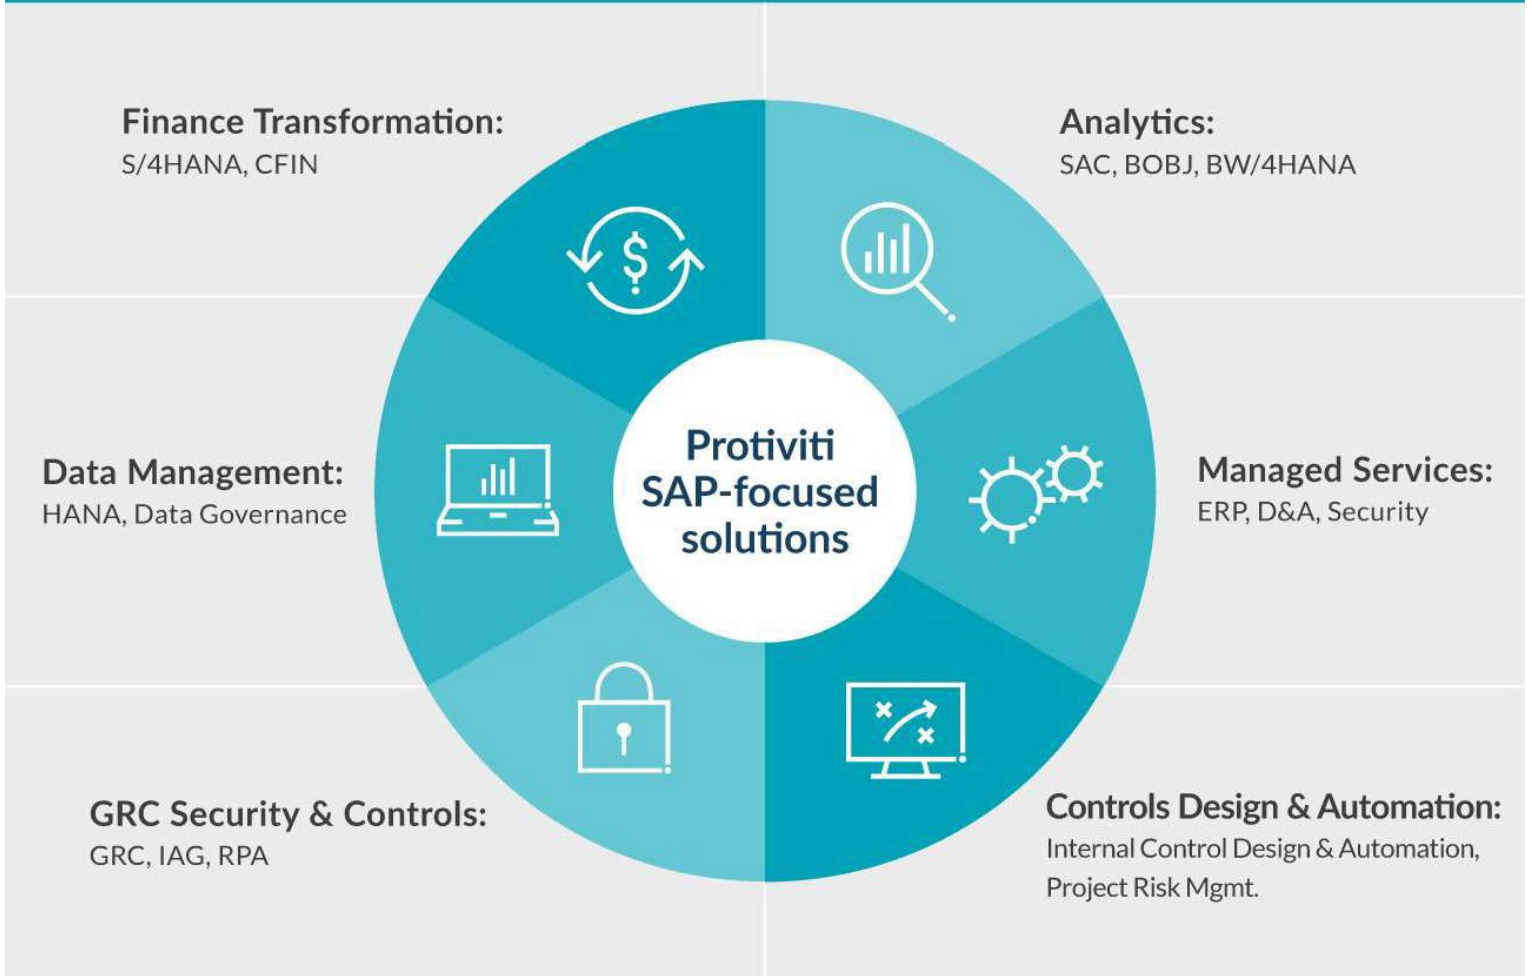 Finance Transformation:
S/4HANA, CFIN
Analytics:
SAC, BOBJ, BW/4HANA
Data Management:
HANA, Data Governance
Protiviti
SAP-focused
solutions
Managed Services:
ERP, D&A, Security
GRC Security & Controls:
GRC, IAG, RPA
Controls Design & Automation:
Internal Control Design & Automation,
Project Risk Mgmt.